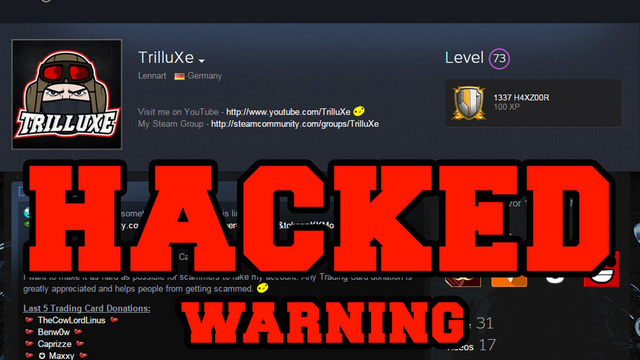 TrilluXe
Lennart Germany
Visit me on YouTube - http://www.youtube.com/TrilluXe
My Steam Group - http://steamcommunity.com/groups/TrilluXe
TRILLUXE
Level 73
1337 H4XZ00R
100 XP
HACKED
I want to make it as hard as possible for scammers to fake my account. Any Trading Card donation is
greatly appreciated and helps people from getting scammed.
Last 5 Trading Card Donations:
TheCowLordLinus
Benw0w
Caprizze
✪ Maxxy
WARNING
31
17